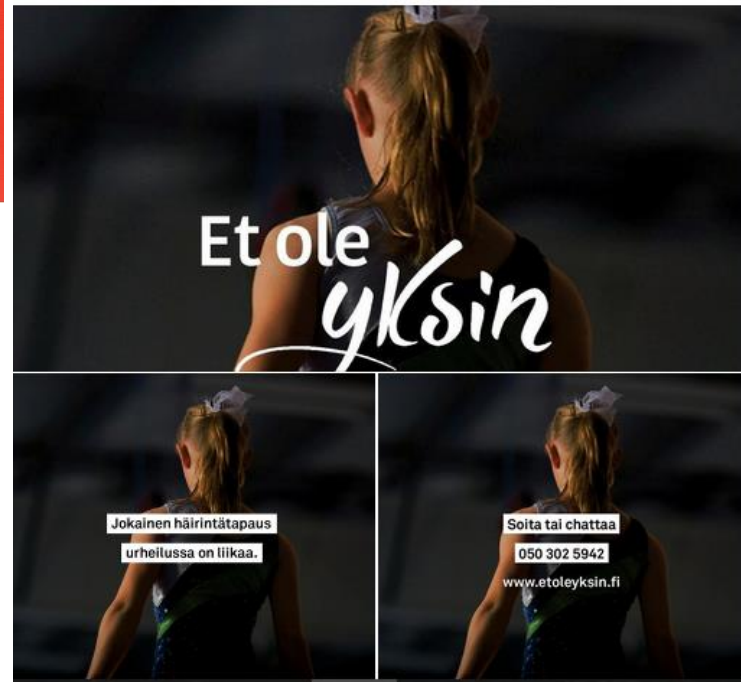 Et ole
yksin
Jokainen häirintätapaus
urheilussa on liikaa.
Soita tai chattaa
050 302 5942
www.etoleyksin.fi